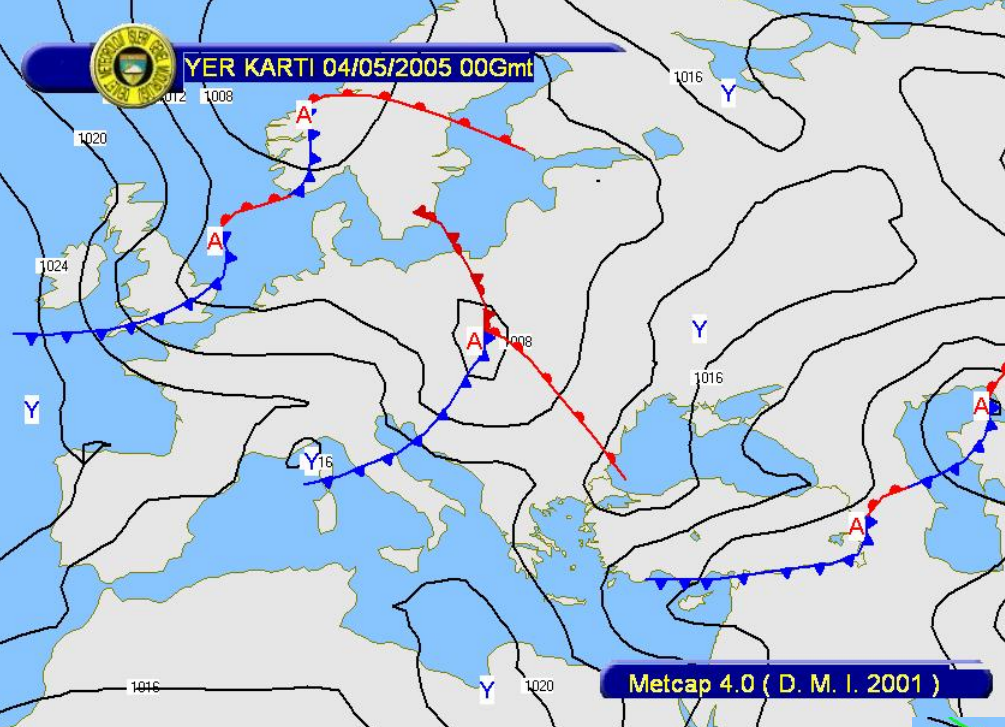 YER KARTI 04/05/2005 00Gmt
1016
Y
1012
1008
A
1020
A
1024
Y
A
1008
1016
Y
A
Y
16
A
Y
1020
1016
Metcap 4.0 ( D. M. I. 2001 )